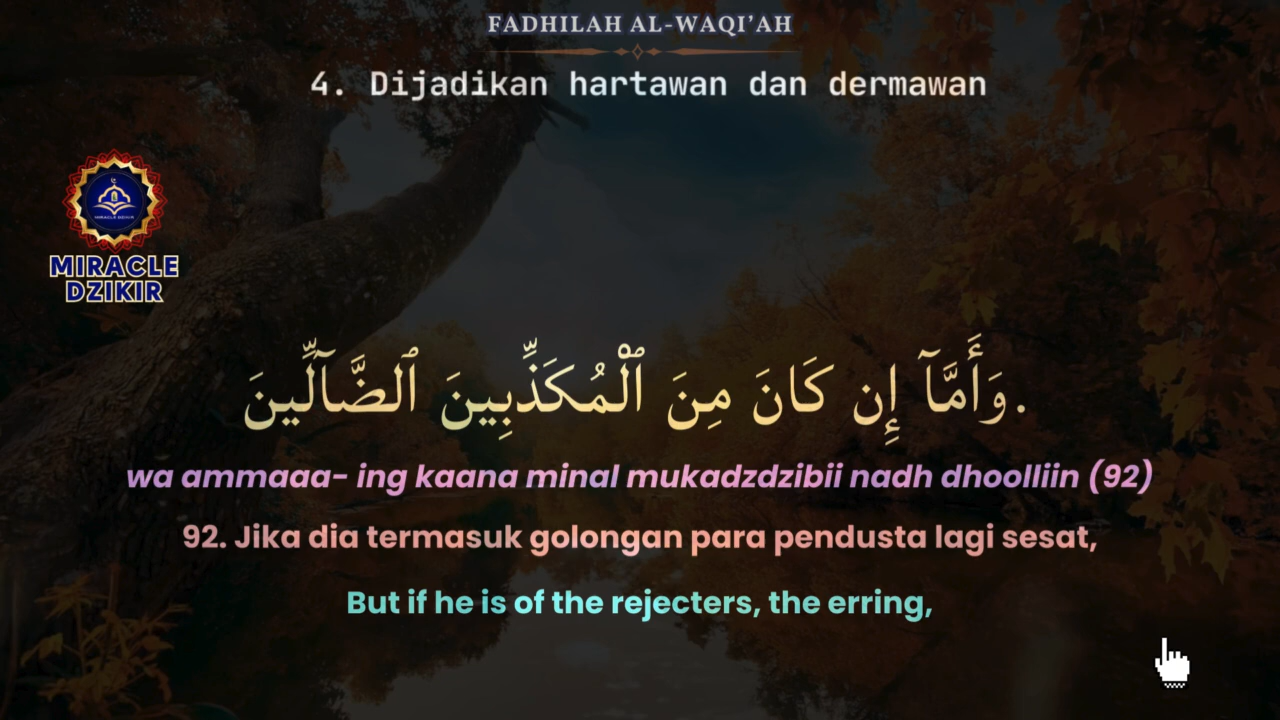 FADHILAH AL-WAQI'AH
4. Dijadikan hartawan dan dermawan
MIRACLE DZIKIR
MIRACLE
DZIKIR
وَأَمَّآ إِن كَانَ مِنَ ٱلْمُكَذِّبِينَ ٱلضَّآلِّينَ.
wa ammaaa- ing kaana minal mukadzdzibii nadh dhoolliin (92)
92. Jika dia termasuk golongan para pendusta lagi sesat,
But if he is of the rejecters, the erring,